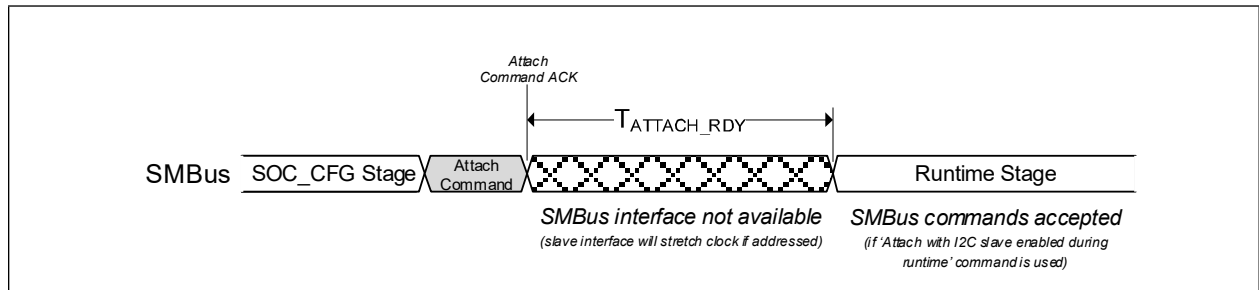 Attach
Command ACK
TATTACH_RDY
SMBus
SOC_CFG Stage
Attach
Command
Runtime Stage
SMBus interface not available
(slave interface will stretch clock if addressed)
SMBus commands accepted
(if 'Attach with I2C slave enabled during
runtime' command is used)